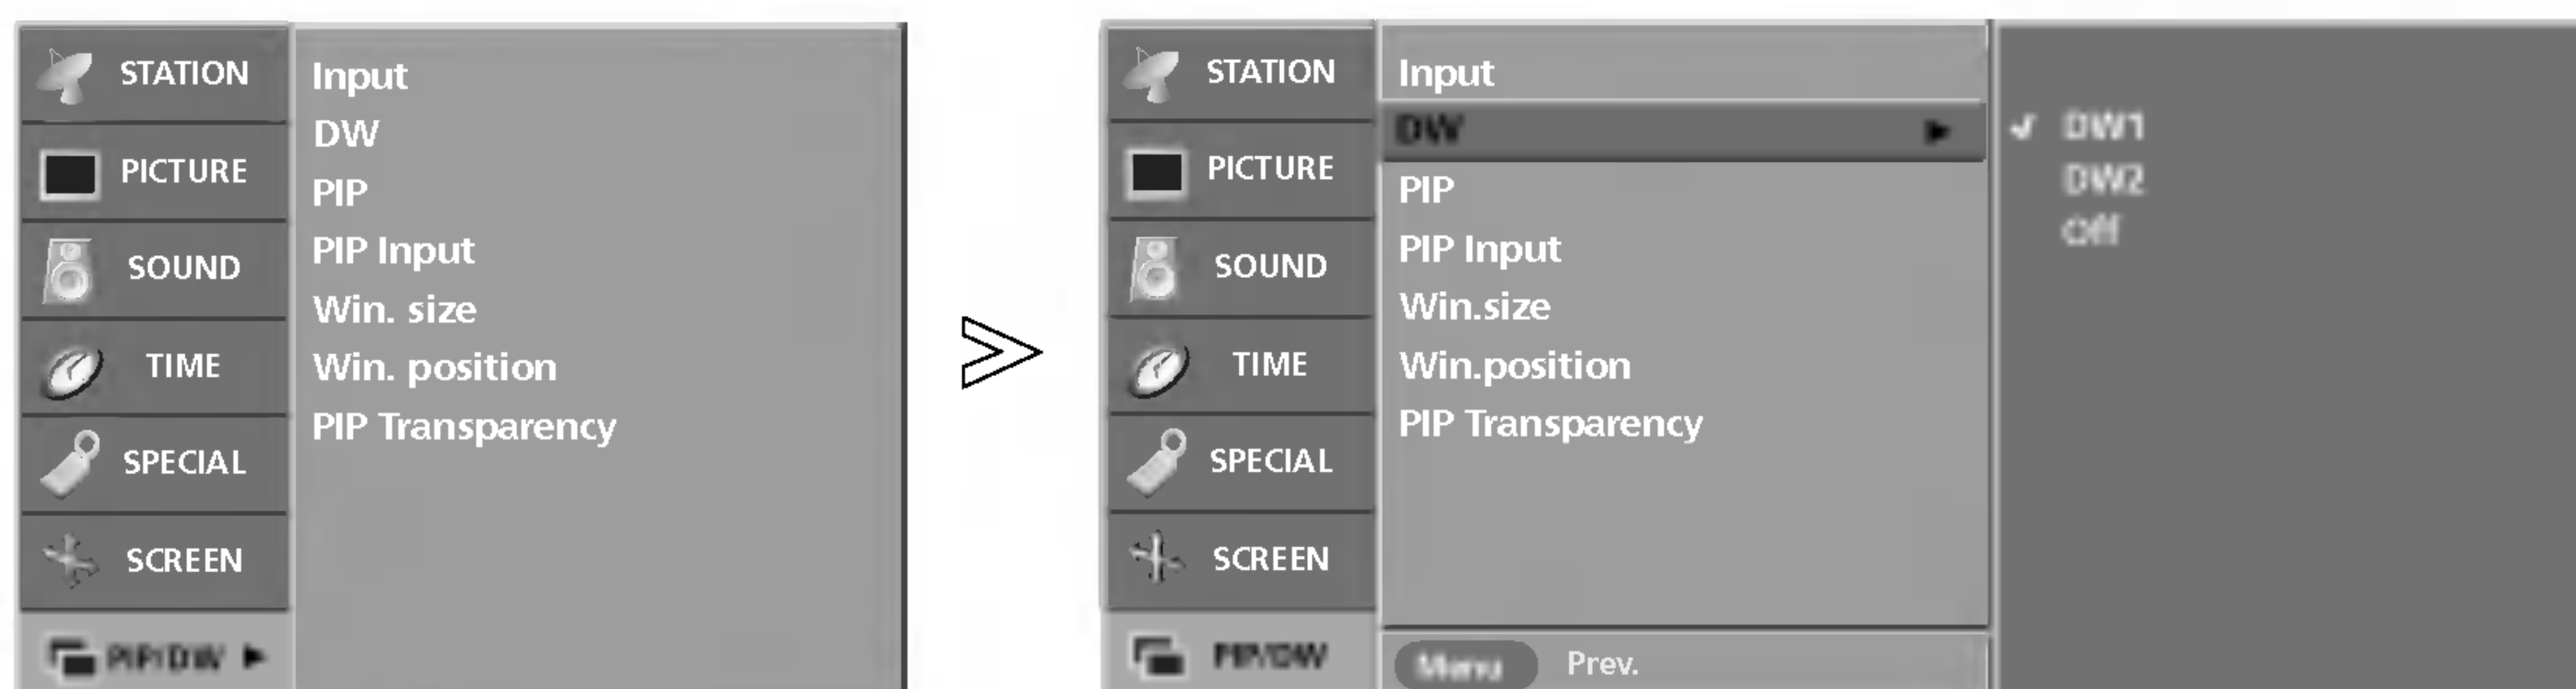 STATION
PICTURE
SOUND
TIME
SPECIAL
SCREEN
PIP/DW
Input
DW
PIP
PIP Input
Win. size
Win. position
PIP Transparency
STATION
PICTURE
SOUND
TIME
SPECIAL
SCREEN
PIP/DW
Input
DW
PIP
PIP Input
Win.size
Win.position
PIP Transparency
Menu Prev.
DW1
DW2
Off